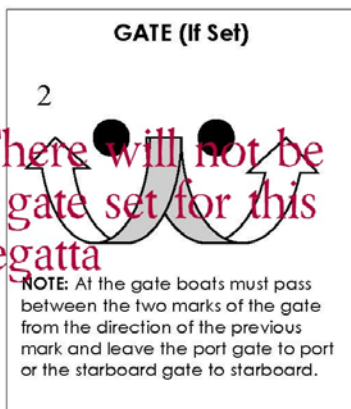 GATE (If Set)
2
There will not be
gate set for this
egatta
NOTE: At the gate boats must pass
between the two marks of the gate
from the direction of the previous
mark and leave the port gate to port
or the starboard gate to starboard.